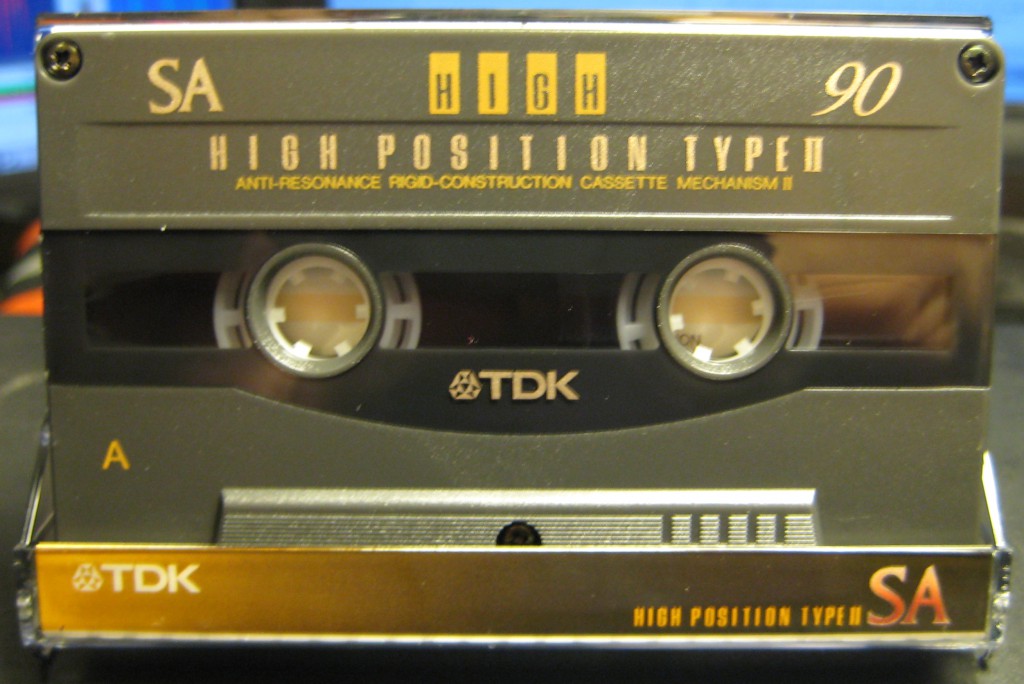 SA HIGH 90
HIGH POSITION TYPE II
ANTI-RESONANCE RIGID-CONSTRUCTION CASSETTE MECHANISM II
ON
TDK
A
TDK
HIGH POSITION TYPE II SA